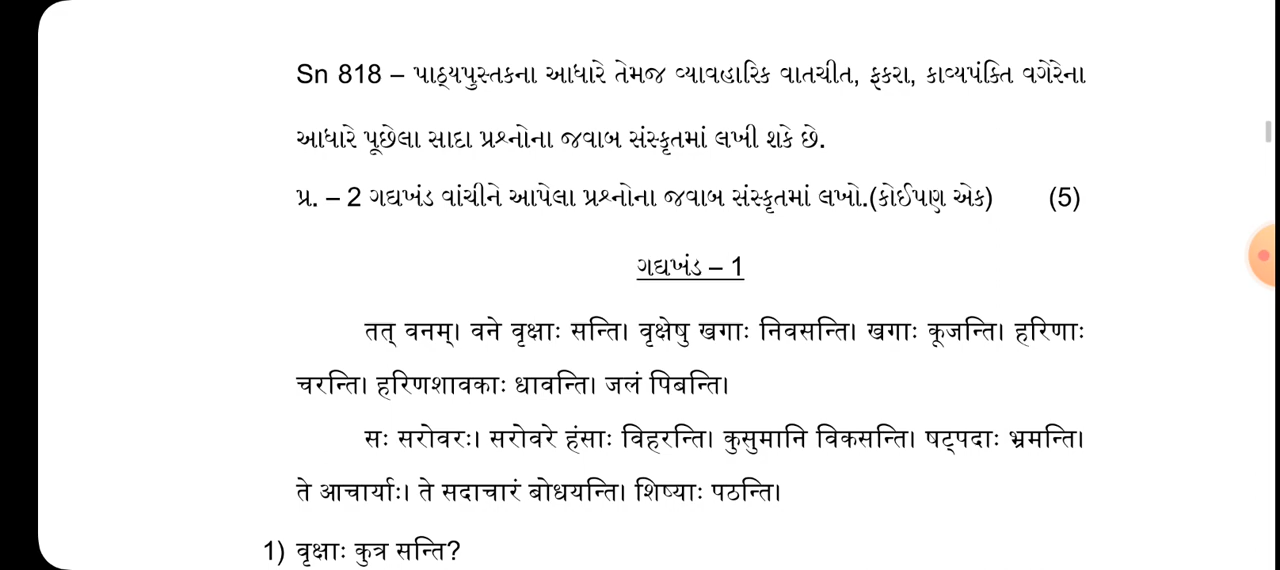 Sn 818 – પાઠ્યપુસ્તકના આધારે તેમજ વ્યાવહારિક વાતચીત, ફકરા, કાવ્યપંક્તિ વગેરેના
આધારે પૂછેલા સાદા પ્રશ્નોના જવાબ સંસ્કૃતમાં લખી શકે છે.
પ્ર. – 2 ગદ્યખંડ વાંચીને આપેલા પ્રશ્નોના જવાબ સંસ્કૃતમાં લખો.(કોઈપણ એક) (5)
ગદ્યખંડ – 1
तत् वनम्। वने वृक्षाः सन्ति। वृक्षेषु खगाः निवसन्ति। खगाः कूजन्ति। हरिणाः
चरन्ति। हरिणशावकाः धावन्ति। जलं पिबन्ति।
सः सरोवरः। सरोवरे हंसाः विहरन्ति। कुसुमानि विकसन्ति। षट्पदाः भ्रमन्ति।
ते आचार्याः। ते सदाचारं बोधयन्ति। शिष्याः पठन्ति।
1) वृक्षाः कुत्र सन्ति?